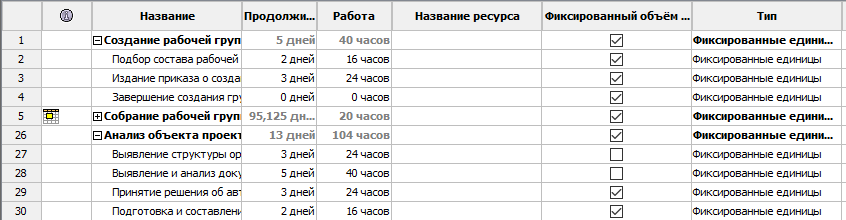 Название Продолжи... Работа Название ресурса Фиксированный объём ... Тип
1 Создание рабочей груп 5 дней 40 часов Фиксированные едини...
2 Подбор состава рабочей 2 дней 16 часов Фиксированные единицы
3 Издание приказа о созда 3 дней 24 часов Фиксированные единицы
4 Завершение создания гру 0 дней 0 часов Фиксированные единицы
5 Собрание рабочей груп 95,125 дн... 20 часов Фиксированные едини...
26 Анализ объекта проект 13 дней 104 часов Фиксированные едини...
27 Выявление структуры ор 3 дней 24 часов Фиксированные единицы
28 Выявление и анализ доку 5 дней 40 часов Фиксированные единицы
29 Принятие решения об авт 3 дней 24 часов Фиксированные единицы
30 Подготовка и составлени 2 дней 16 часов Фиксированные единицы